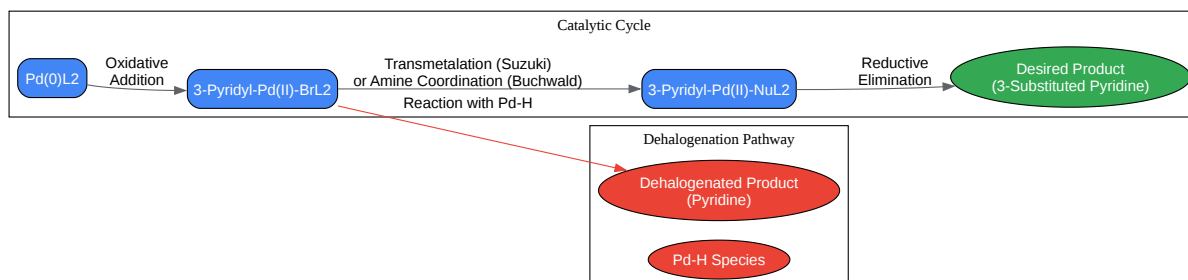 Catalytic Cycle
Pd(0)L2
Oxidative
Addition
3-Pyridyl-Pd(II)-BrL2
Transmetalation (Suzuki)
or Amine Coordination (Buchwald)
Reaction with Pd-H
3-Pyridyl-Pd(II)-NuL2
Reductive
Elimination
Desired Product
(3-Substituted Pyridine)
Dehalogenation Pathway
Dehalogenated Product
(Pyridine)
Pd-H Species